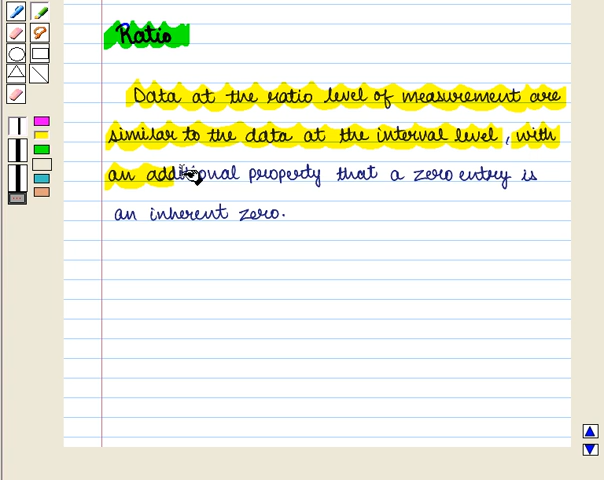 Ratio
Data at the ratio level of measurement are
similar to the data at the interval level, with
an additional property that a zero entry is
an inherent zero.